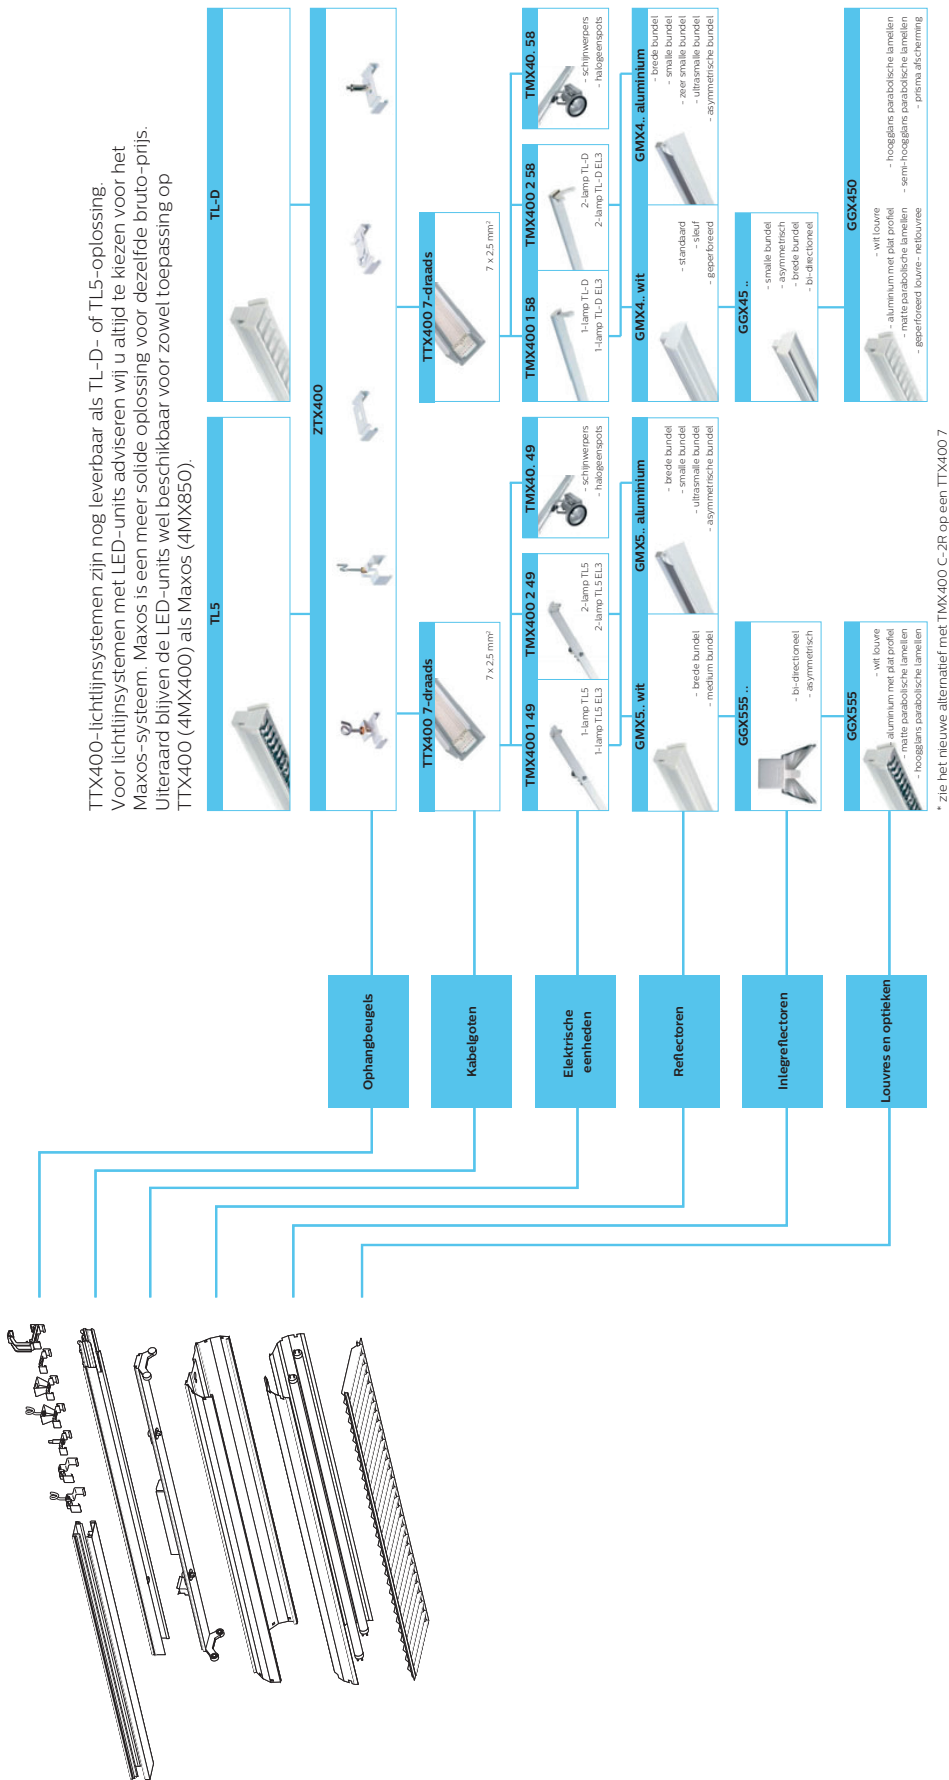 TTX400-lichtlijnsystemen zijn nog leverbaar als TL-D- of TL5-oplossing.
Voor lichtlijnsystemen met LED-units adviseren wij u altijd te kiezen voor het
Maxos-systeem. Maxos is een meer solide oplossing voor dezelfde bruto-prijs.
Uiteraard blijven de LED-units wel beschikbaar voor zowel toepassing op
TTX400 (4MX400) als Maxos (4MX850).
TL5
TL-D
Ophangbeugels
ZTX400
Kabelgoten
TTX400 7-draads
7 x 2,5 mm²
TTX400 7-draads
7 x 2,5 mm²
Elektrische
eenheden
TMX400 1 49
1-lamp TL5
1-lamp TL5 EL3
TMX400 2 49
2-lamp TL5
2-lamp TL5 EL3
TMX40. 49
- schijnwerpers
- halogeenspots
TMX400 1 58
1-lamp TL-D
1-lamp TL-D EL3
TMX400 2 58
2-lamp TL-D
2-lamp TL-D EL3
TMX40. 58
- schijnwerpers
- halogeenspots
Reflectoren
GMX5.. wit
- brede bundel
- medium bundel
GMX5.. aluminium
- brede bundel
- smalle bundel
- ultrasmalle bundel
- asymmetrische bundel
GMX4.. wit
- standaard
- sleuf
- geperforeerd
GMX4.. aluminium
- brede bundel
- smalle bundel
- zeer smalle bundel
- ultrasmalle bundel
- asymmetrische bundel
Inlegreflectoren
GGX555 ..
- bi-directioneel
- asymmetrisch
GGX45 ..
- smalle bundel
- asymmetrisch
- brede bundel
- bi-directioneel
Louvres en optieken
GGX555
- wit louvre
- aluminium met plat profiel
- matte parabolische lamellen
- hoogglans parabolische lamellen
GGX450
- wit louvre
- aluminium met plat profiel
- matte parabolische lamellen
- geperforeerd louvre- netlouvree
- hoogglans parabolische lamellen
- semi-hoogglans parabolische lamellen
- prisma afscherming
* zie het nieuwe alternatief met TMX400 C-2R op een TTX400 7